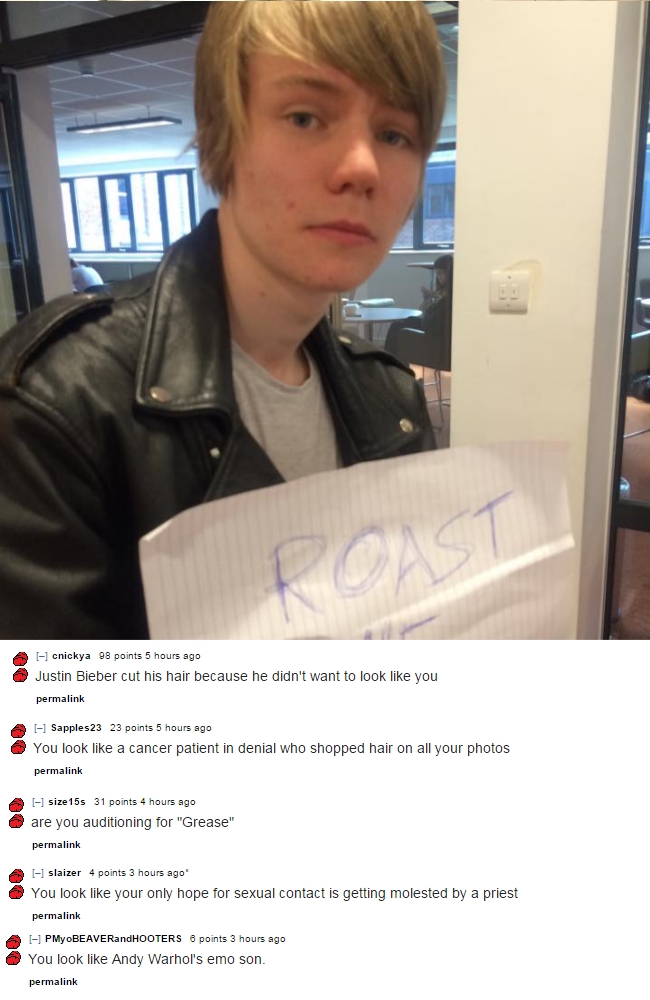 ROAST
[–] cnickya 98 points 5 hours ago
Justin Bieber cut his hair because he didn't want to look like you
permalink
[–] Sapples23 23 points 5 hours ago
You look like a cancer patient in denial who shopped hair on all your photos
permalink
[–] size15s 31 points 4 hours ago
are you auditioning for "Grease"
permalink
[–] slaizer 4 points 3 hours ago*
You look like your only hope for sexual contact is getting molested by a priest
permalink
[–] PMyoBEAVERandHOOTERS 6 points 3 hours ago
You look like Andy Warhol's emo son.
permalink